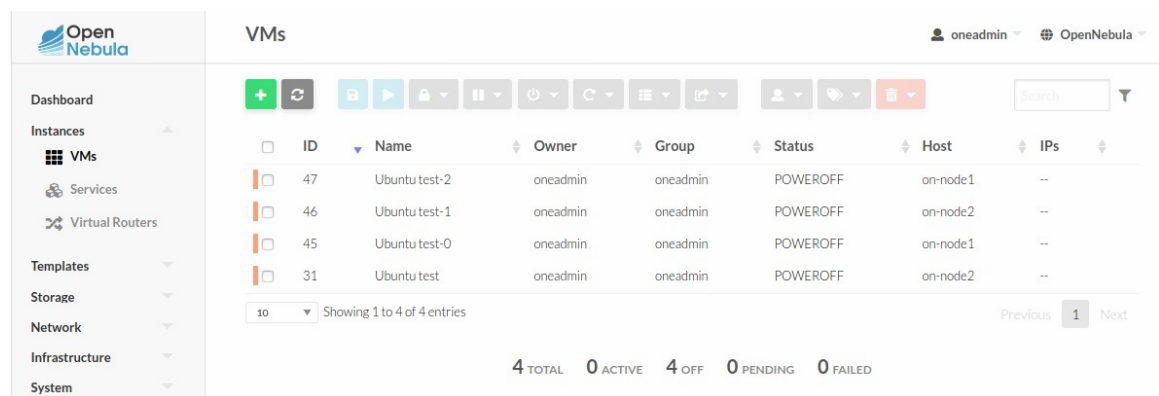 Open
Nebula
VMs
oneadmin
OpenNebula
Dashboard
Instances
VMs
Services
Virtual Routers
Templates
Storage
Network
Infrastructure
System
Search
ID Name Owner Group Status Host IPs
47 Ubuntu test-2 oneadmin oneadmin POWEROFF on-node1 --
46 Ubuntu test-1 oneadmin oneadmin POWEROFF on-node2 --
45 Ubuntu test-0 oneadmin oneadmin POWEROFF on-node1 --
31 Ubuntu test oneadmin oneadmin POWEROFF on-node2 --
10 Showing 1 to 4 of 4 entries Previous 1 Next
4 TOTAL 0 ACTIVE 4 OFF 0 PENDING 0 FAILED